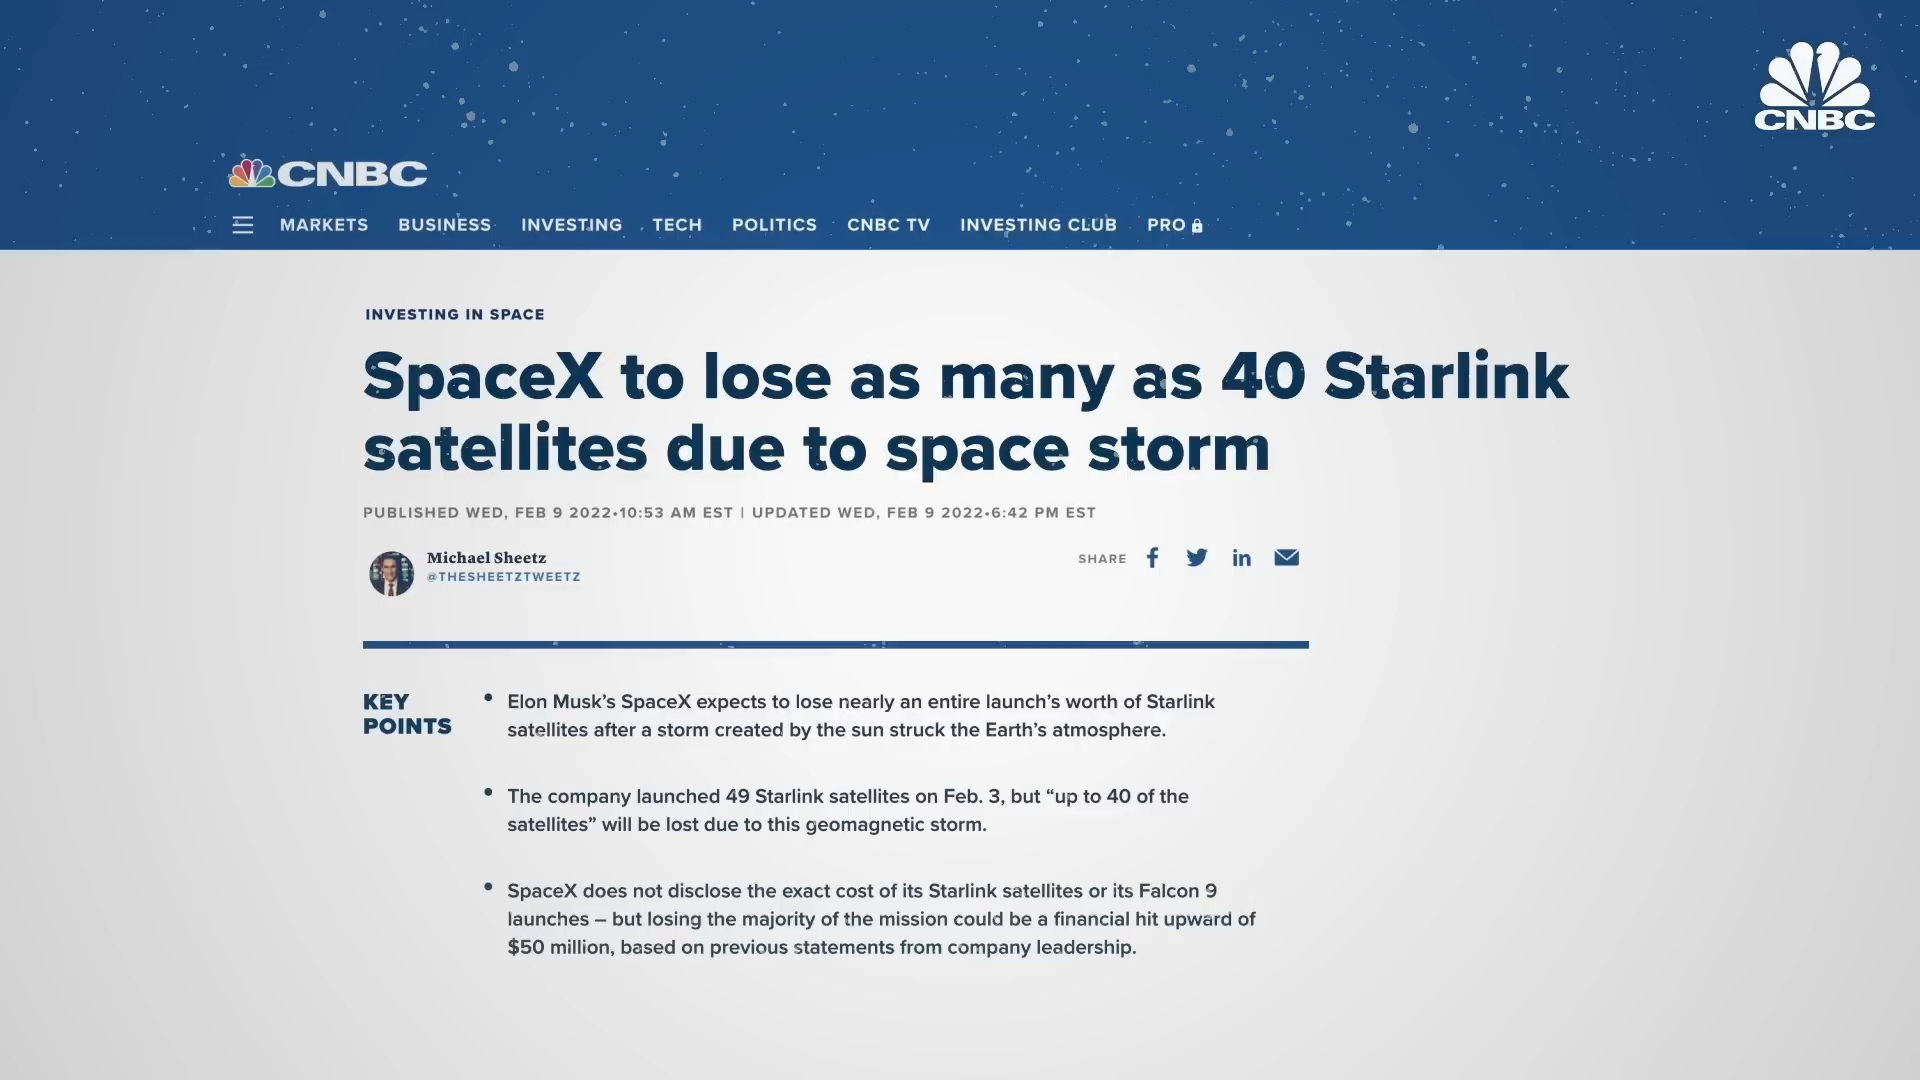 CNBC
CNBC
MARKETS BUSINESS INVESTING TECH POLITICS CNBC TV INVESTING CLUB PRO
INVESTING IN SPACE
SpaceX to lose as many as 40 Starlink
satellites due to space storm
PUBLISHED WED, FEB 9 2022•10:53 AM EST | UPDATED WED, FEB 9 2022•6:42 PM EST
Michael Sheetz
@THESHEETZTWEETZ
SHARE
KEY
POINTS
• Elon Musk’s SpaceX expects to lose nearly an entire launch’s worth of Starlink
satellites after a storm created by the sun struck the Earth’s atmosphere.
• The company launched 49 Starlink satellites on Feb. 3, but “up to 40 of the
satellites” will be lost due to this geomagnetic storm.
• SpaceX does not disclose the exact cost of its Starlink satellites or its Falcon 9
launches – but losing the majority of the mission could be a financial hit upward of
$50 million, based on previous statements from company leadership.